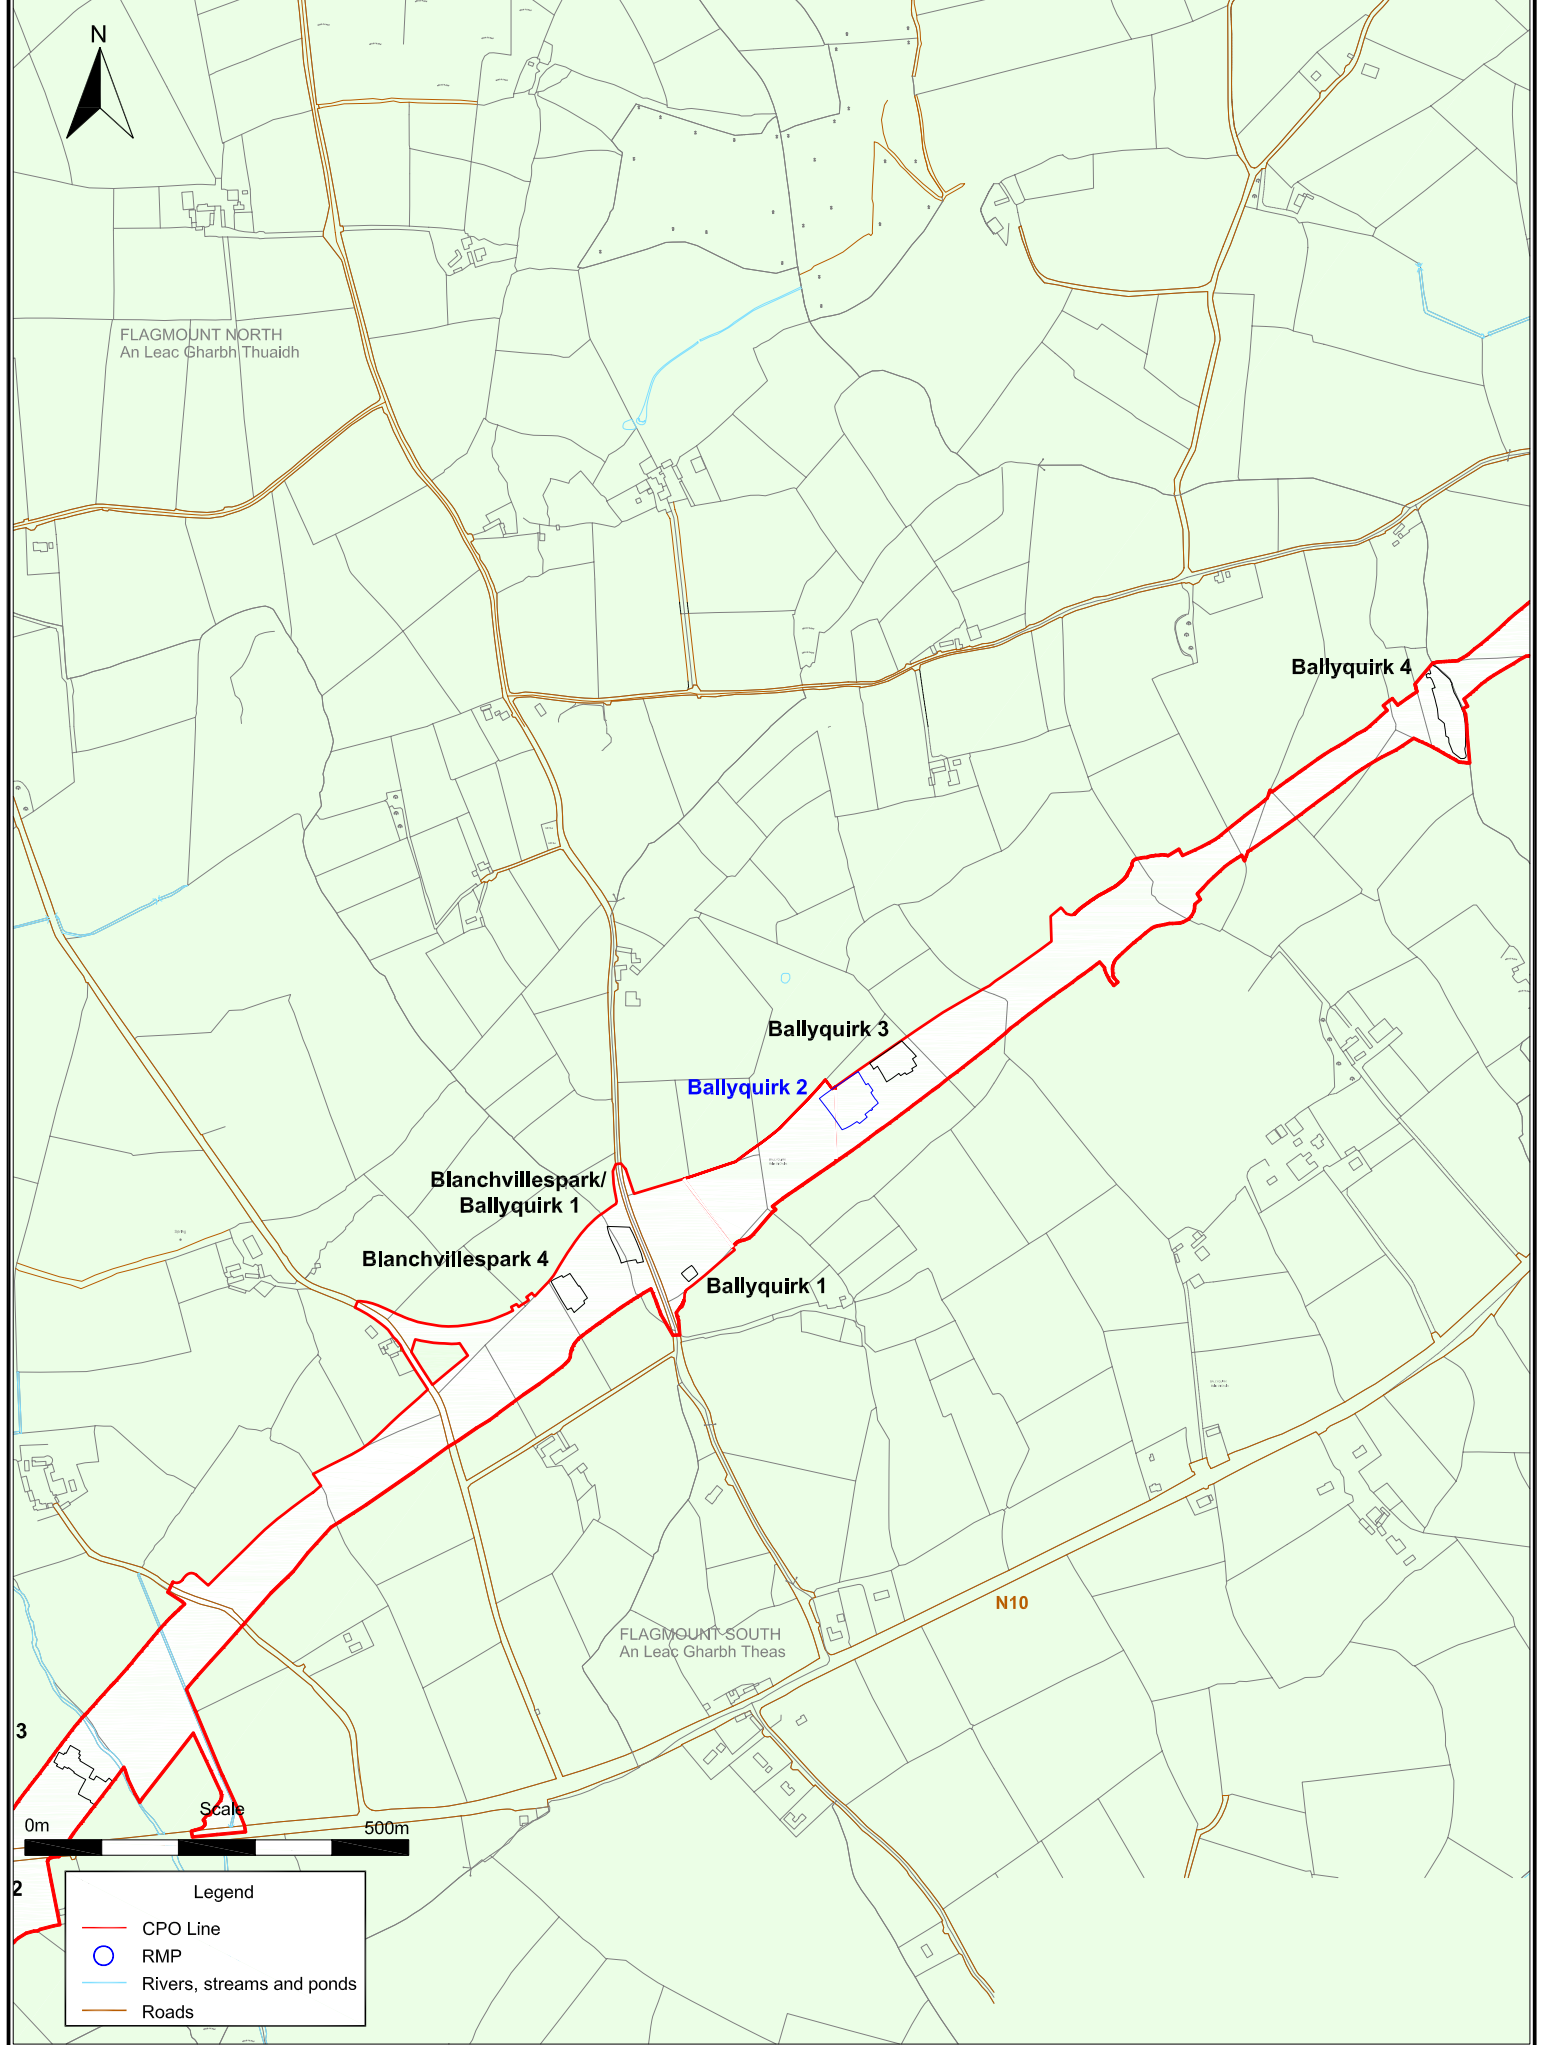 N
FLAGMOUNT NORTH
An Leac Gharbh Thuaidh
Ballyquirk 4
Ballyquirk 3
Ballyquirk 2
Blanchvillespark/
Ballyquirk 1
Blanchvillespark 4
Ballyquirk 1
N10
FLAGMOUNT SOUTH
An Leac Gharbh Theas
3
Scale
0m
500m
2
Legend
CPO Line
RMP
Rivers, streams and ponds
Roads